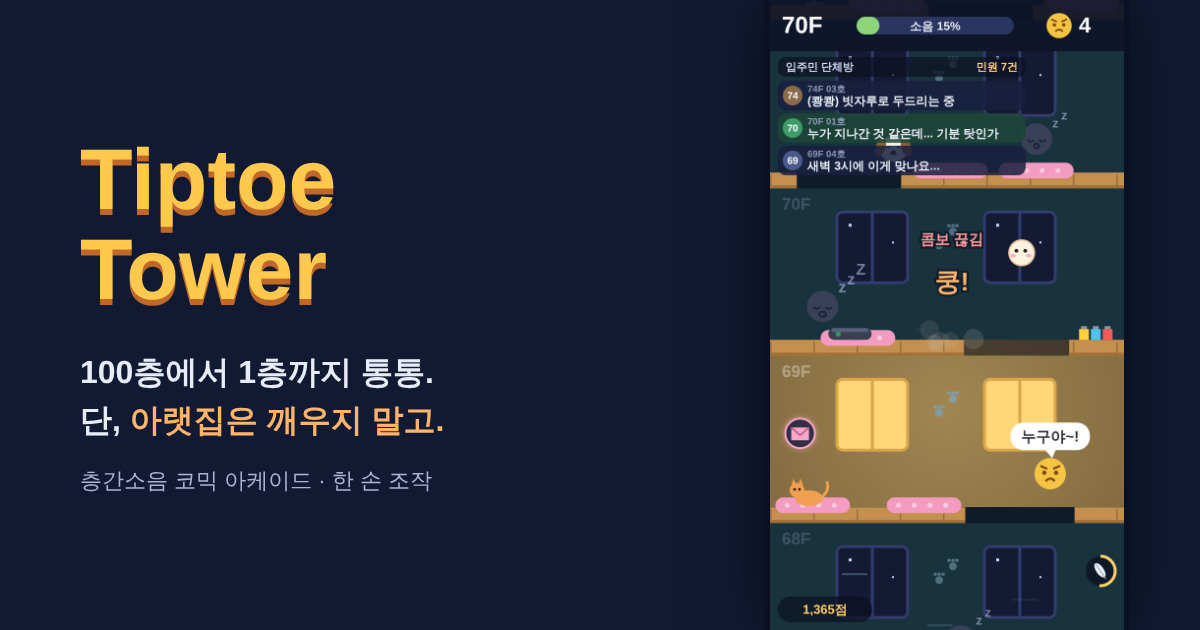 Tiptoe
Tower
100층에서 1층까지 통통.
단, 아랫집은 깨우지 말고.
층간소음 코믹 아케이드 · 한 손 조작
70F
소음 15%
4
입주민 단체방
민원 7건
74
74F 03호
(쾅쾅) 빗자루로 두드리는 중
70
70F 01호
누가 지나간 것 같은데... 기분 탓인가
69
69F 04호
새벽 3시에 이게 맞나요...
z
z
70F
콤보 끊김
쿵!
Z
z
z
69F
누구야~!
68F
1,365점
z
z